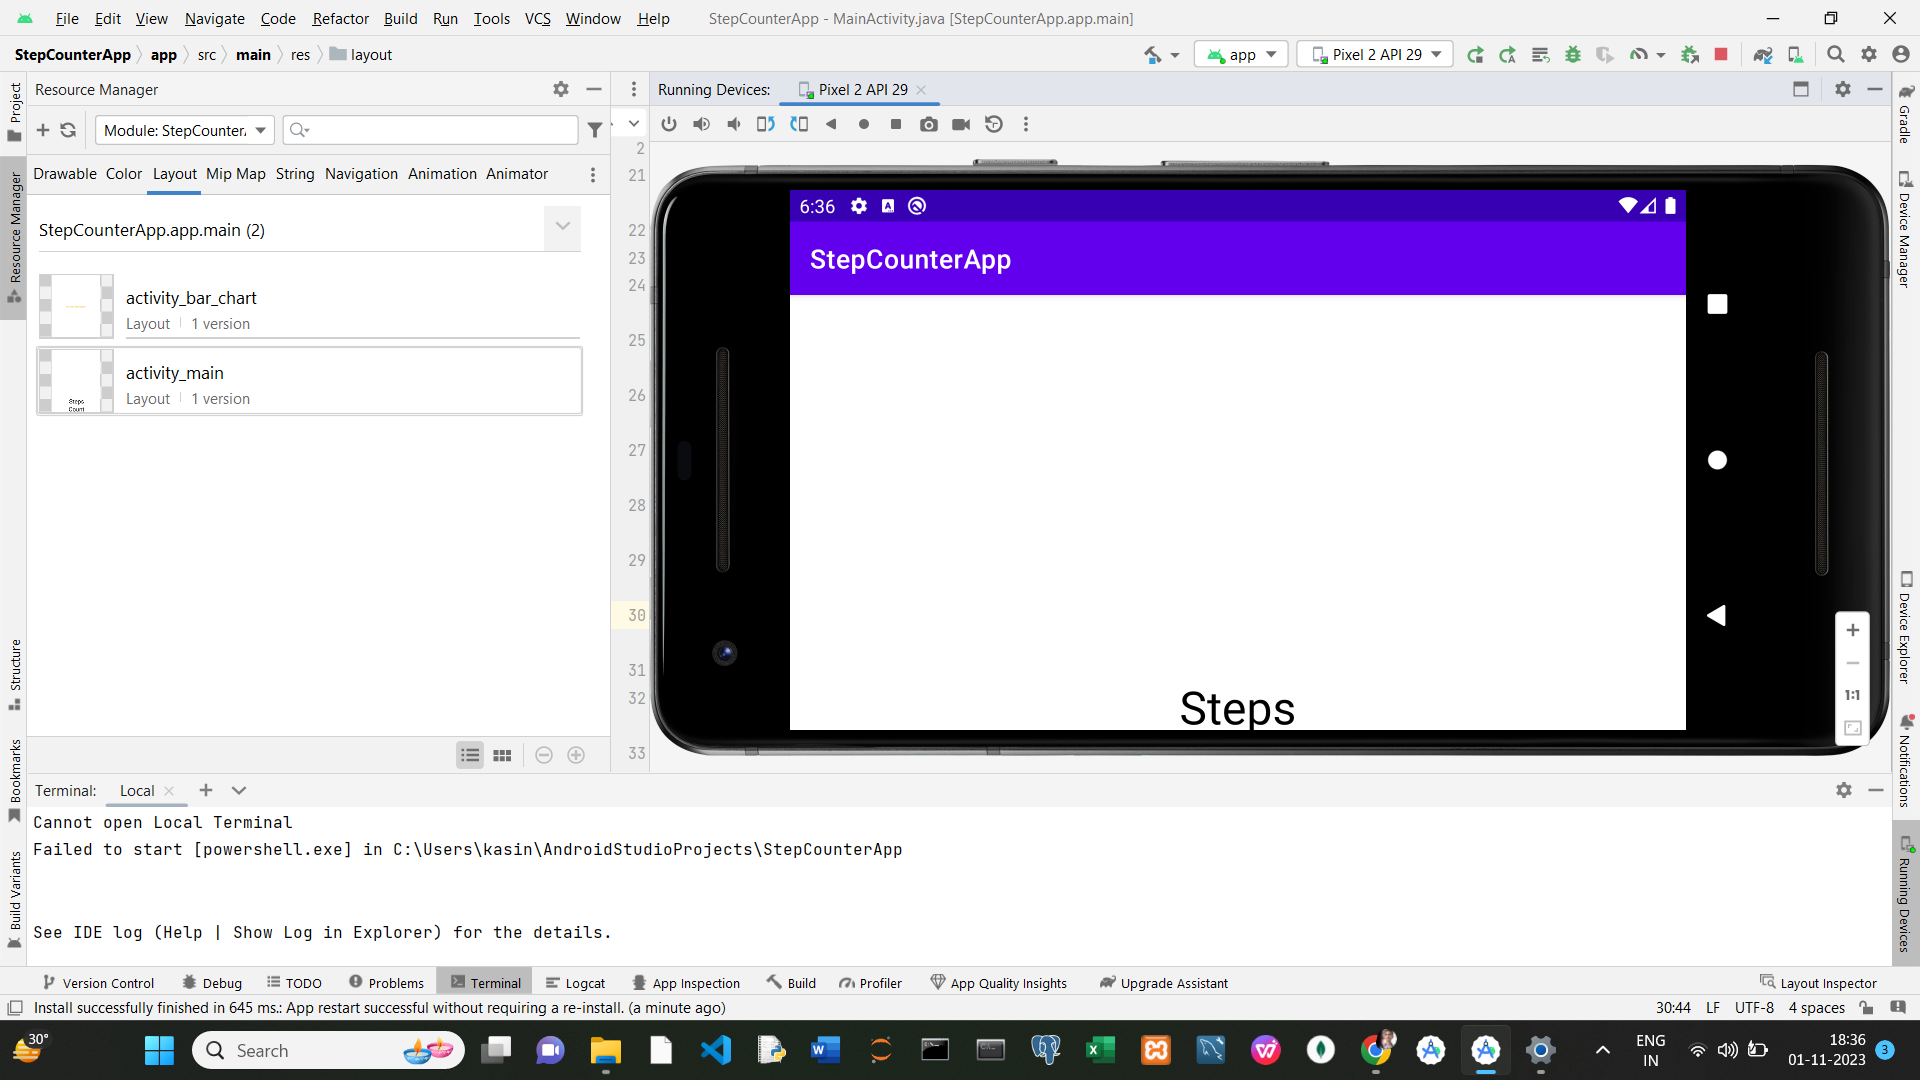 File Edit View Navigate Code Refactor Build Run Tools VCS Window Help StepCounterApp - MainActivity.java [StepCounterApp.app.main]
StepCounterApp app src main res layout
app
Pixel 2 API 29
Project
Resource Manager
Structure
Bookmarks
Build Variants
Resource Manager
Module: StepCounter
Drawable Color Layout Mip Map String Navigation Animation Animator
StepCounterApp.app.main (2)
activity_bar_chart
Layout 1 version
Steps
Count
activity_main
Layout 1 version
2
21
22
23
24
25
26
27
28
29
30
31
32
33
Running Devices: Pixel 2 API 29
6:36
StepCounterApp
Steps
1:1
Gradle
Device Manager
Device Explorer
Notifications
Running Devices
Terminal: Local
Cannot open Local Terminal
Failed to start [powershell.exe] in C:\Users\kasin\AndroidStudioProjects\StepCounterApp
See IDE log (Help | Show Log in Explorer) for the details.
Version Control Debug TODO Problems Terminal Logcat App Inspection Build Profiler App Quality Insights Upgrade Assistant Layout Inspector
Install successfully finished in 645 ms.: App restart successful without requiring a re-install. (a minute ago) 30:44 LF UTF-8 4 spaces
30°
Search
ENG
IN
18:36
01-11-2023
3